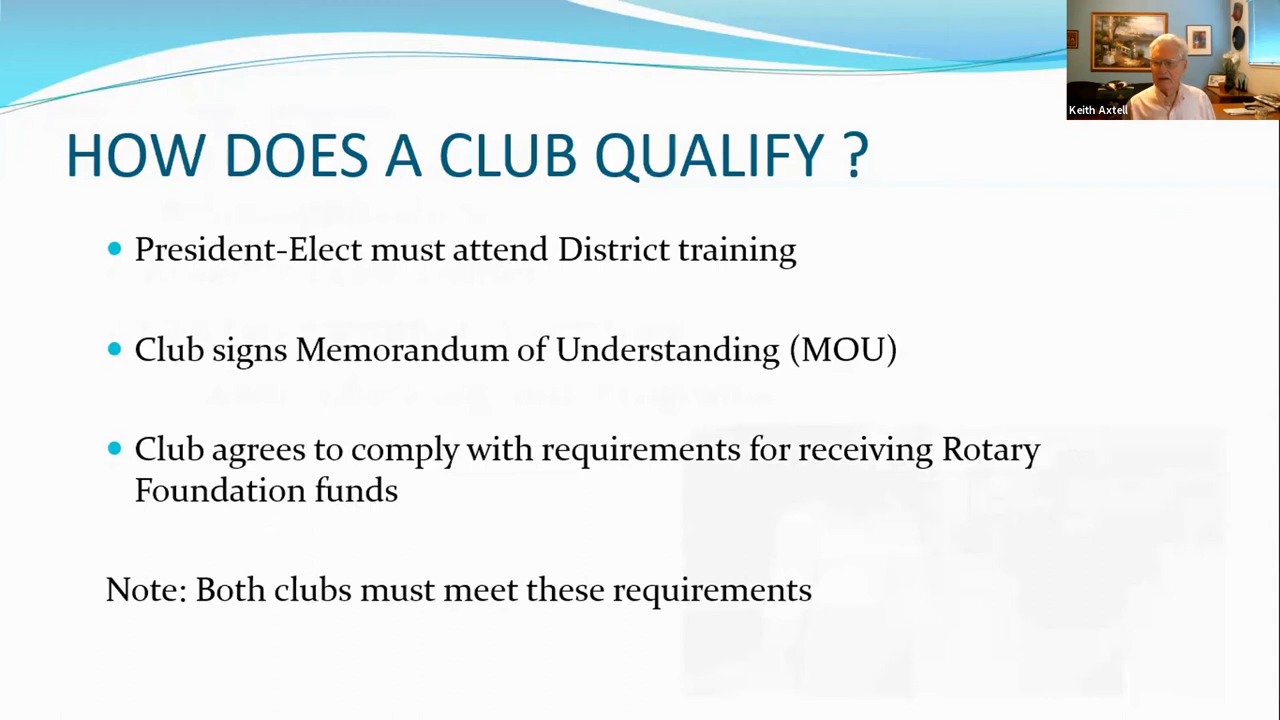 Keith Axtell
HOW DOES A CLUB QUALIFY ?
• President-Elect must attend District training
• Club signs Memorandum of Understanding (MOU)
• Club agrees to comply with requirements for receiving Rotary
Foundation funds
Note: Both clubs must meet these requirements